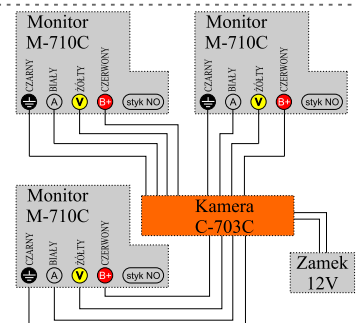 Monitor
M-710C
CZARNY
BIAŁY
ŻÓŁTY
CZERWONY
A
V
B+
styk NO
Monitor
M-710C
CZARNY
BIAŁY
ŻÓŁTY
CZERWONY
A
V
B+
styk NO
Monitor
M-710C
CZARNY
BIAŁY
ŻÓŁTY
CZERWONY
A
V
B+
styk NO
Kamera
C-703C
Zamek
12V